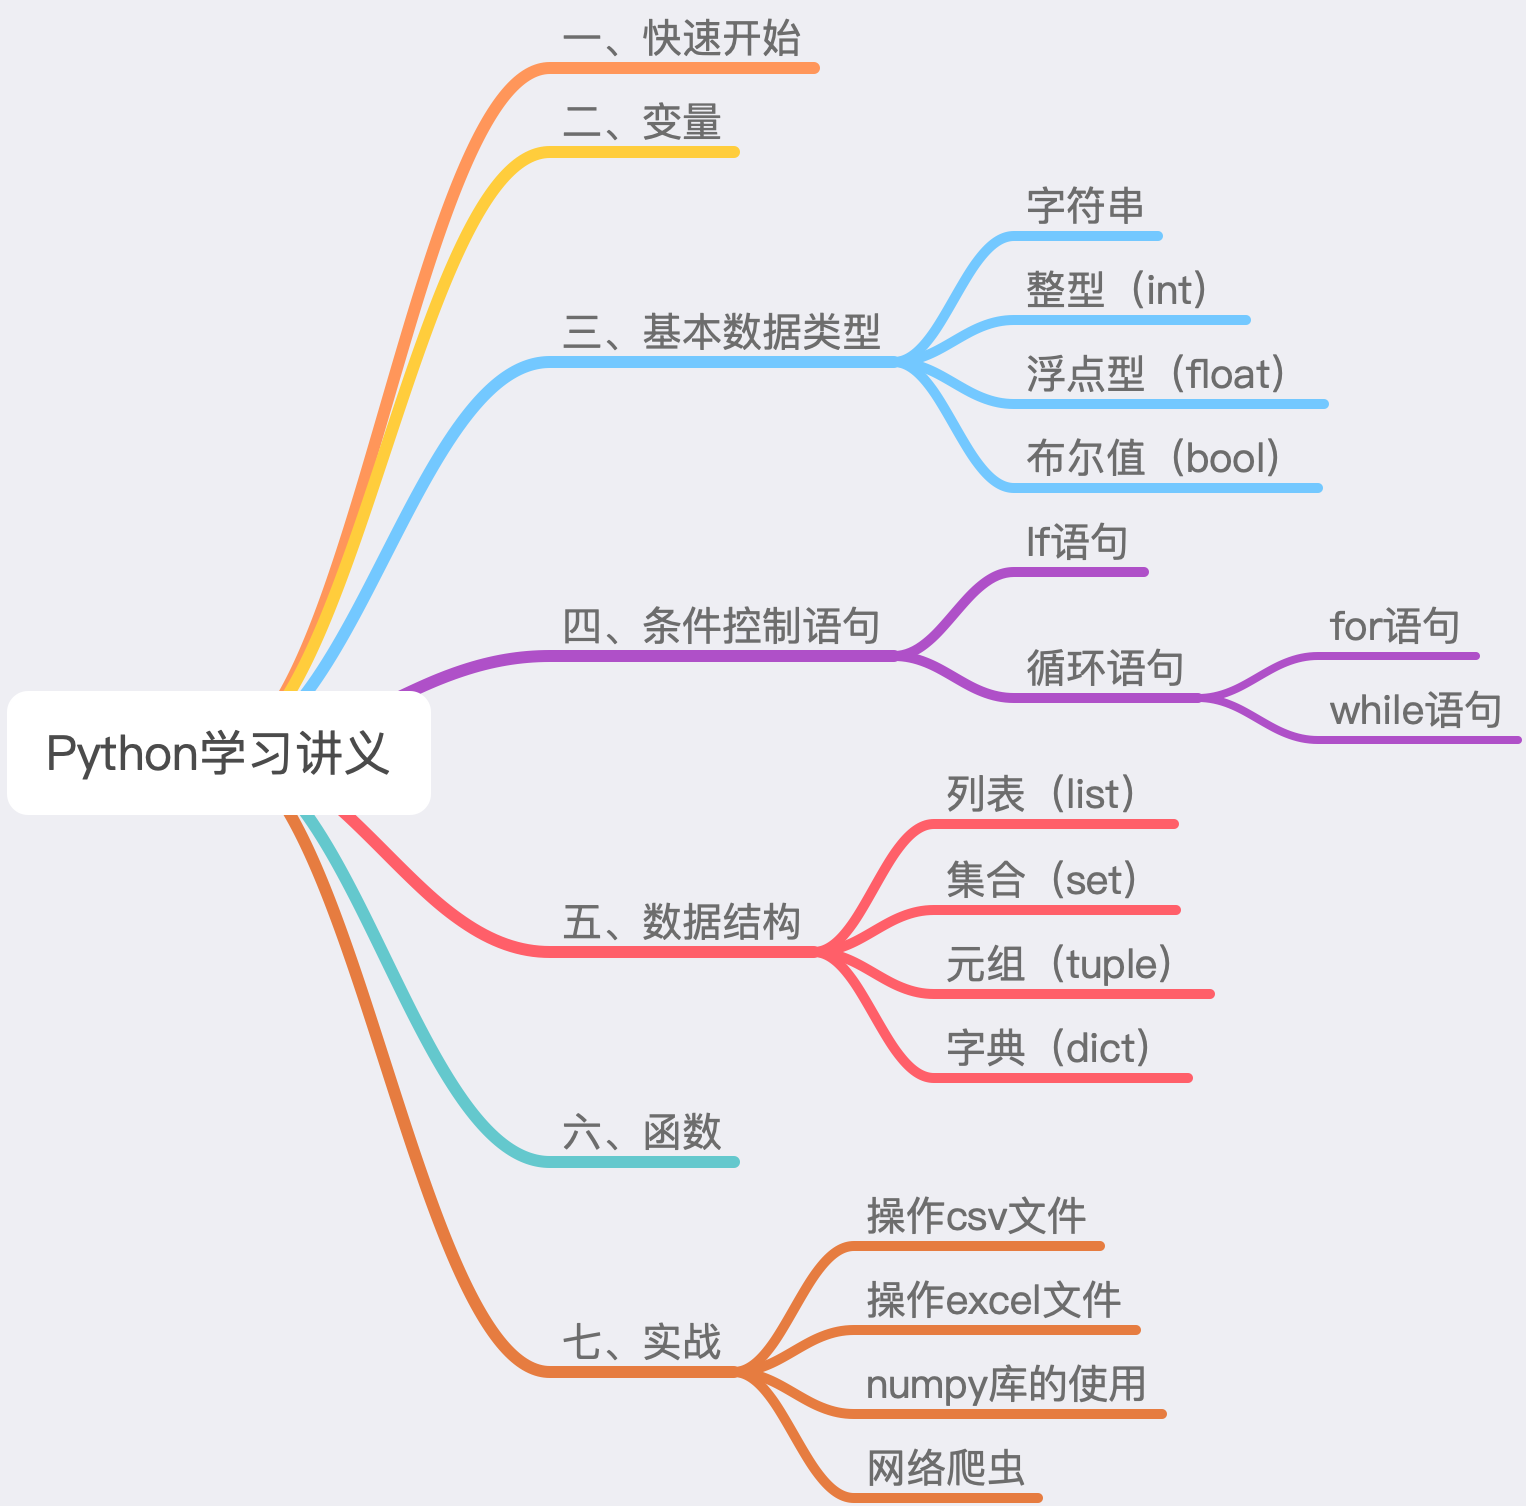 Python学习讲义
一、快速开始
二、变量
三、基本数据类型
字符串
整型（int）
浮点型（float）
布尔值（bool）
四、条件控制语句
If语句
循环语句
for语句
while语句
五、数据结构
列表（list）
集合（set）
元组（tuple）
字典（dict）
六、函数
七、实战
操作csv文件
操作excel文件
numpy库的使用
网络爬虫